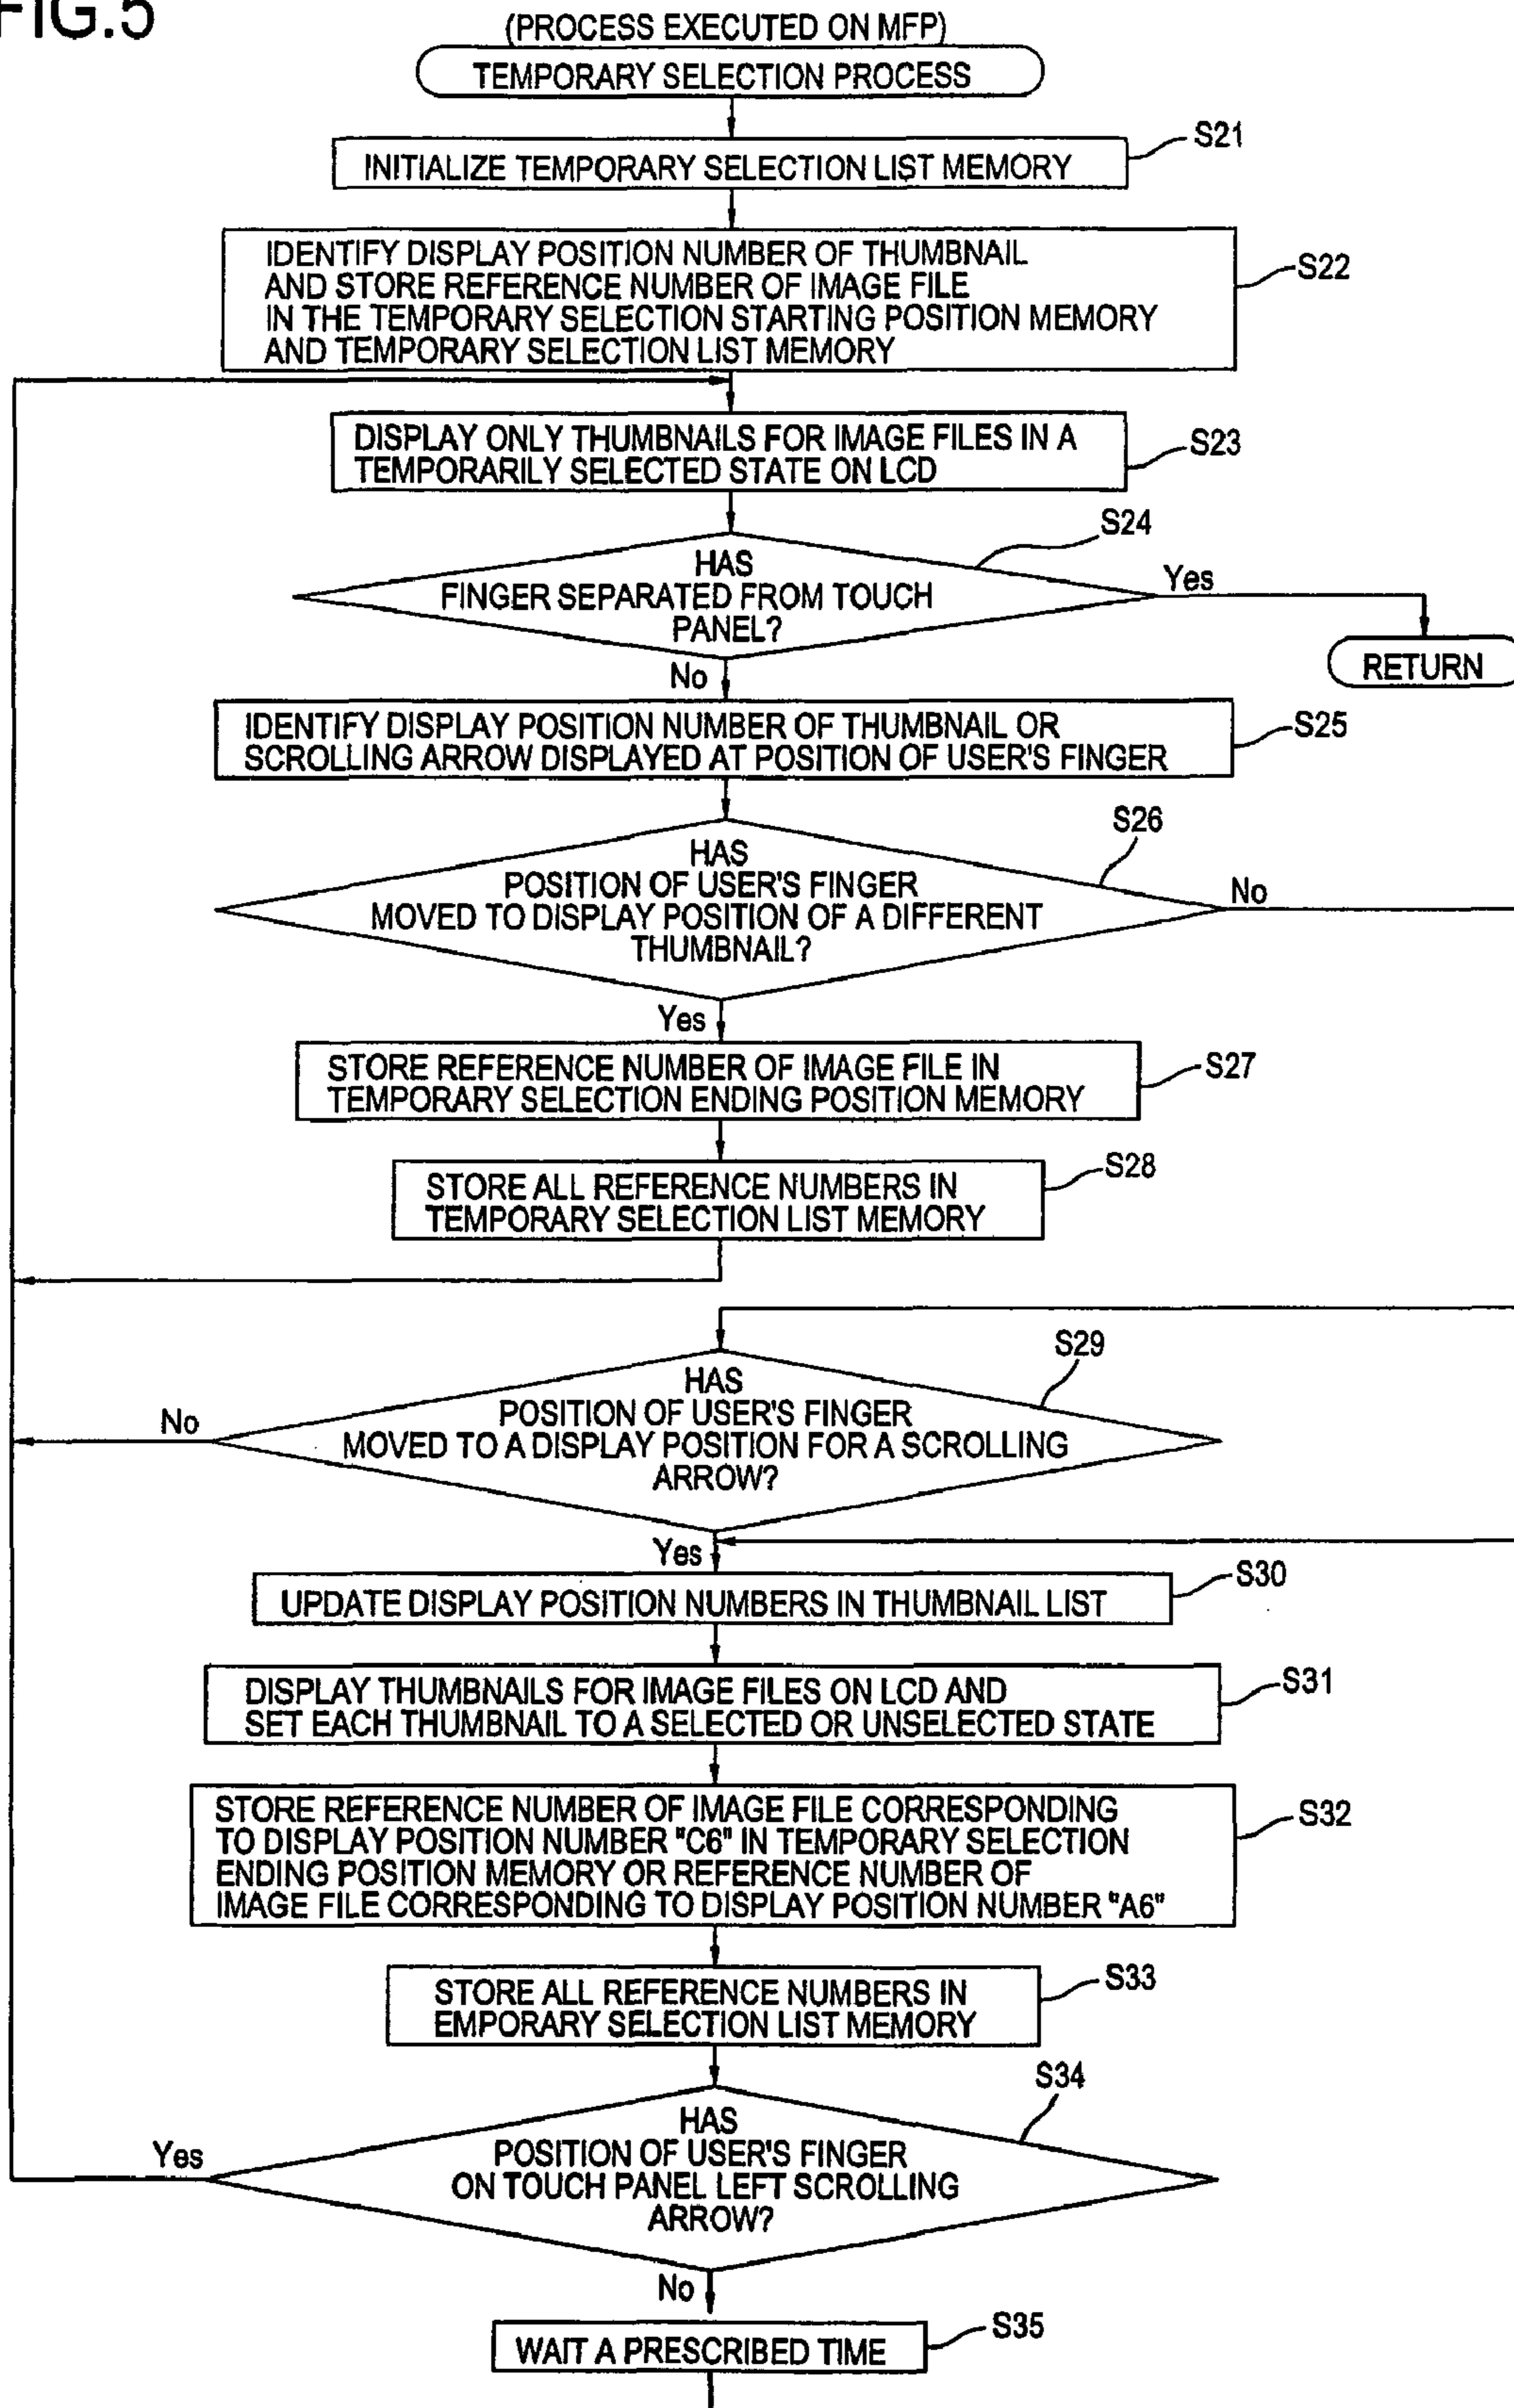 FIG.5
(PROCESS EXECUTED ON MFP)
TEMPORARY SELECTION PROCESS
S21
INITIALIZE TEMPORARY SELECTION LIST MEMORY
IDENTIFY DISPLAY POSITION NUMBER OF THUMBNAIL
AND STORE REFERENCE NUMBER OF IMAGE FILE
IN THE TEMPORARY SELECTION STARTING POSITION MEMORY
AND TEMPORARY SELECTION LIST MEMORY
S22
DISPLAY ONLY THUMBNAILS FOR IMAGE FILES IN A
TEMPORARILY SELECTED STATE ON LCD
S23
S24
HAS
FINGER SEPARATED FROM TOUCH
PANEL?
Yes
RETURN
No
IDENTIFY DISPLAY POSITION NUMBER OF THUMBNAIL OR
SCROLLING ARROW DISPLAYED AT POSITION OF USER'S FINGER
S25
S26
HAS
POSITION OF USER'S FINGER
MOVED TO DISPLAY POSITION OF A DIFFERENT
THUMBNAIL?
No
Yes
STORE REFERENCE NUMBER OF IMAGE FILE IN
TEMPORARY SELECTION ENDING POSITION MEMORY
S27
STORE ALL REFERENCE NUMBERS IN
TEMPORARY SELECTION LIST MEMORY
S28
S29
HAS
POSITION OF USER'S FINGER
MOVED TO A DISPLAY POSITION FOR A SCROLLING
ARROW?
No
Yes
S30
UPDATE DISPLAY POSITION NUMBERS IN THUMBNAIL LIST
DISPLAY THUMBNAILS FOR IMAGE FILES ON LCD AND
SET EACH THUMBNAIL TO A SELECTED OR UNSELECTED STATE
S31
STORE REFERENCE NUMBER OF IMAGE FILE CORRESPONDING
TO DISPLAY POSITION NUMBER "C6" IN TEMPORARY SELECTION
ENDING POSITION MEMORY OR REFERENCE NUMBER OF
IMAGE FILE CORRESPONDING TO DISPLAY POSITION NUMBER "A6"
S32
STORE ALL REFERENCE NUMBERS IN
EMPORARY SELECTION LIST MEMORY
S33
S34
HAS
POSITION OF USER'S FINGER
ON TOUCH PANEL LEFT SCROLLING
ARROW?
Yes
No
WAIT A PRESCRIBED TIME
S35